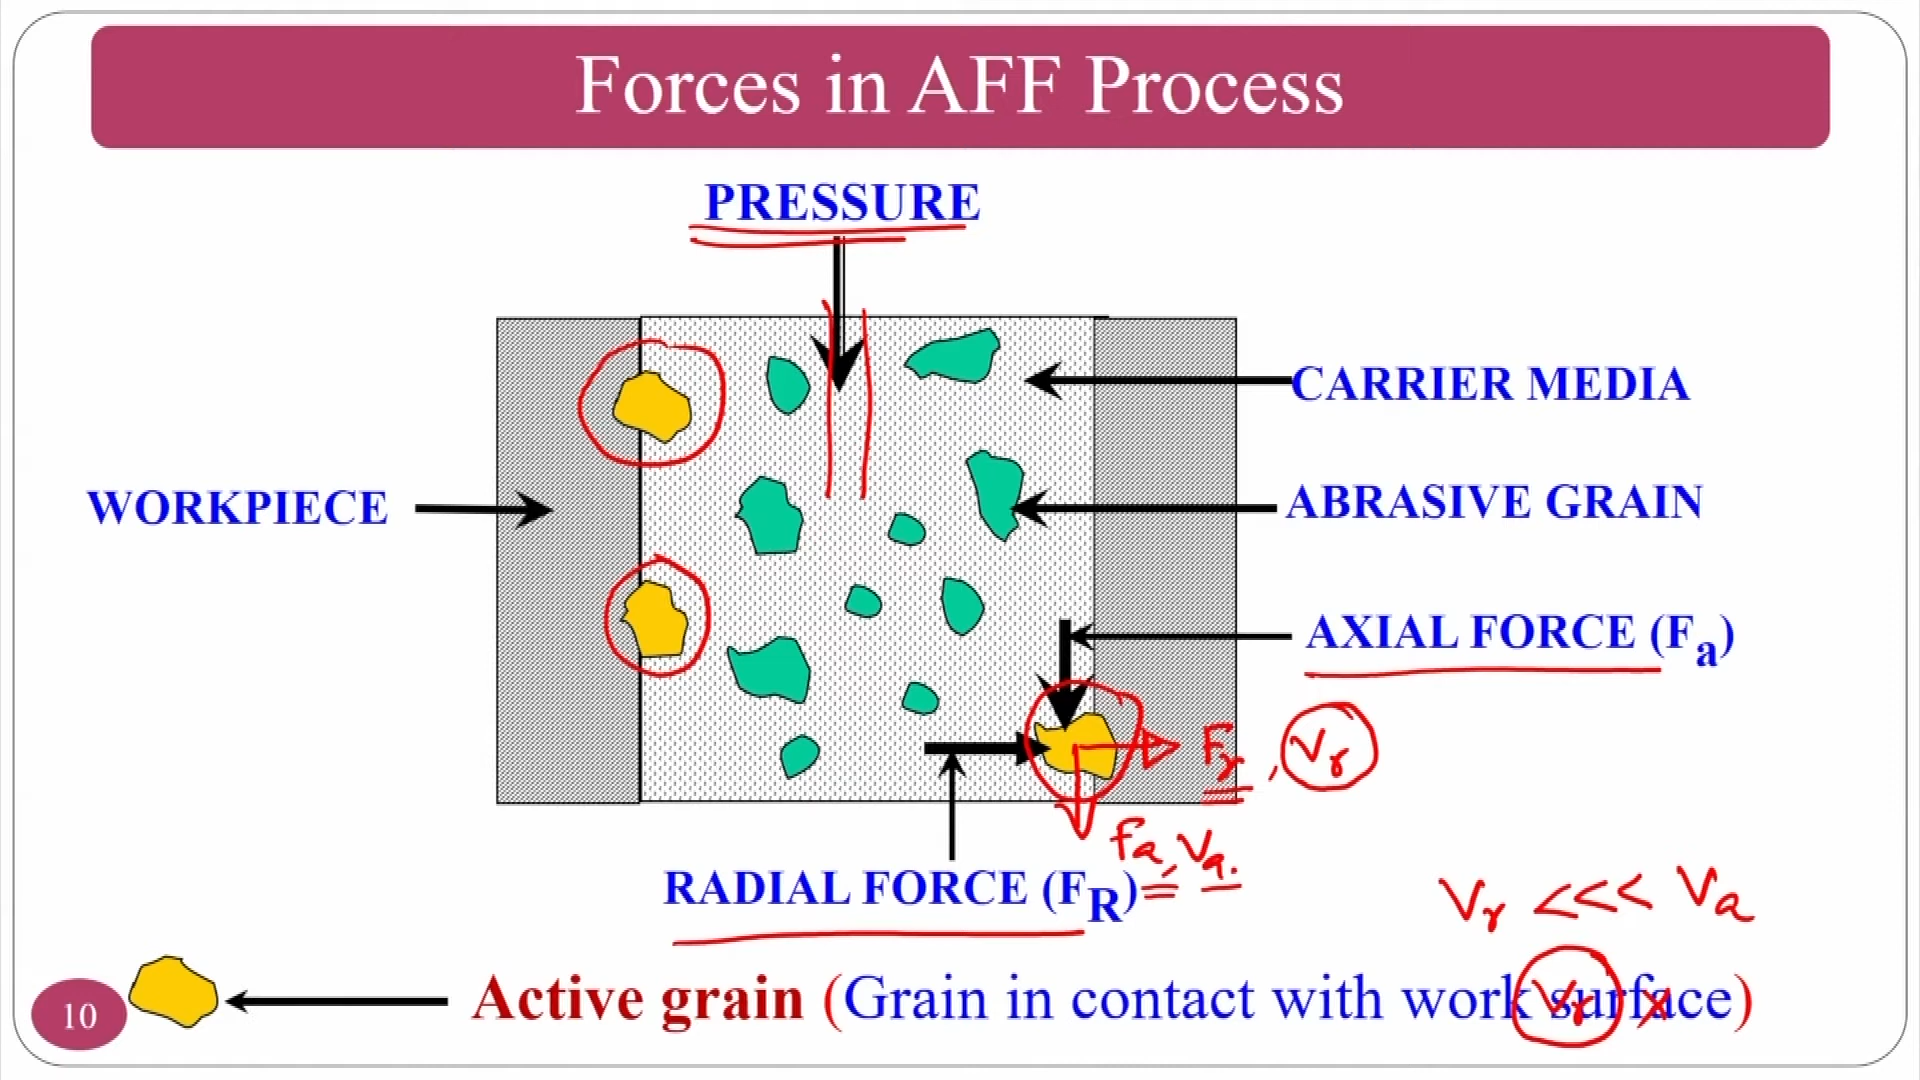 Forces in AFF Process
PRESSURE
CARRIER MEDIA
WORKPIECE
ABRASIVE GRAIN
AXIAL FORCE (Fa)
Fr, Vr
fa, Va.
RADIAL FORCE (FR)
Vr <<< Va
10
Active grain (Grain in contact with work surface)
Vr x